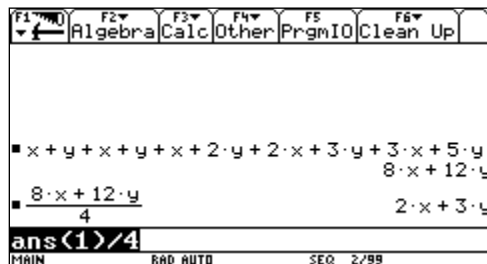 F1 F2 F3 F4 F5 F6
Algebra Calc Other PrgmIO Clean Up
x + y + x + y + x + 2·y + 2·x + 3·y + 3·x + 5·y
8·x + 12·y
8·x + 12·y
4
2·x + 3·y
ans(1)/4
MAIN RAD AUTO SEQ 2/99